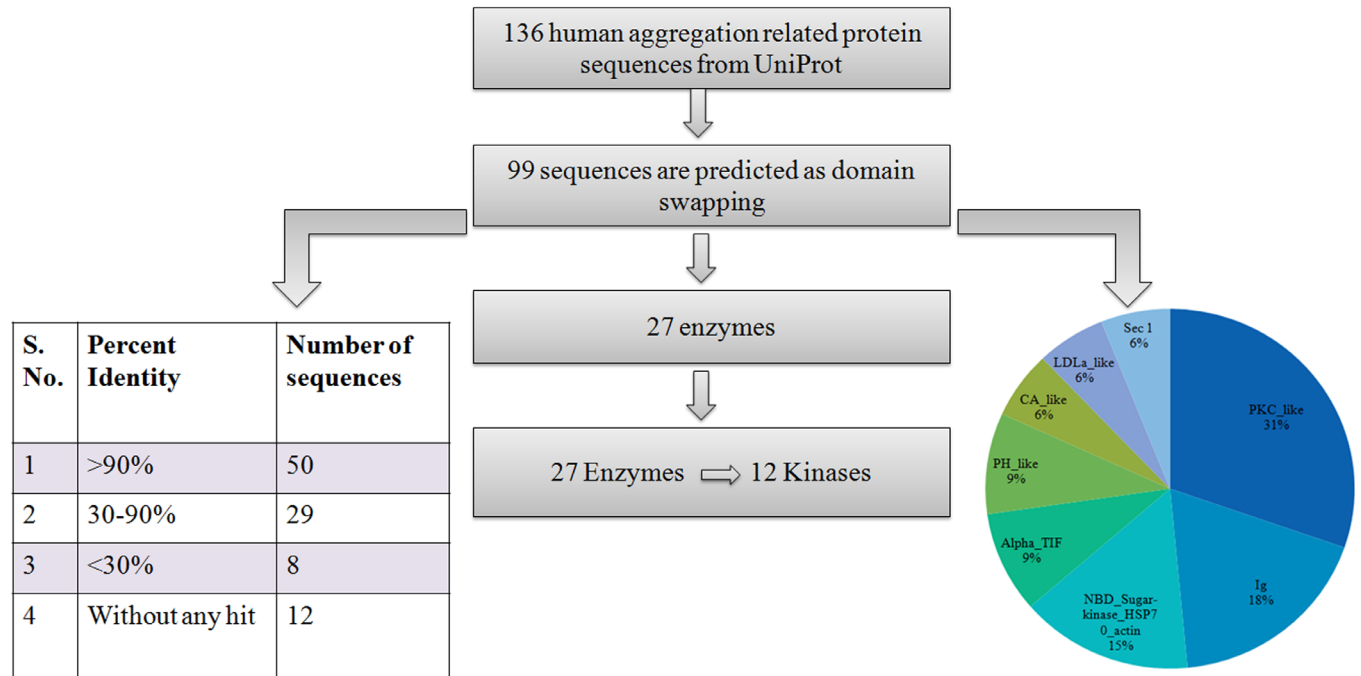 136 human aggregation related protein
sequences from UniProt
99 sequences are predicted as domain
swapping
27 enzymes
27 Enzymes 12 Kinases
S. No. Percent Identity Number of sequences
1 >90% 50
2 30-90% 29
3 <30% 8
4 Without any hit 12
Sec 1
6%
LDLa_like
6%
CA_like
6%
PH_like
9%
Alpha_TIF
9%
NBD_Sugar-
kinase_HSP7
0_actin
15%
Ig
18%
PKC_like
31%